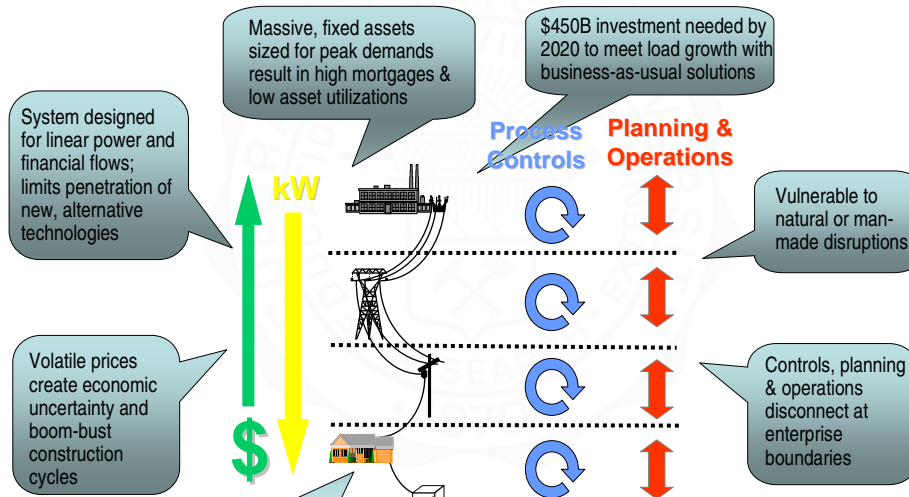 Massive, fixed assets
sized for peak demands
result in high mortgages &
low asset utilizations
$450B investment needed by
2020 to meet load growth with
business-as-usual solutions
System designed
for linear power and
financial flows;
limits penetration of
new, alternative
technologies
kW
Process
Controls
Planning &
Operations
Vulnerable to
natural or man-
made disruptions
Volatile prices
create economic
uncertainty and
boom-bust
construction
cycles
$
Controls, planning
& operations
disconnect at
enterprise
boundaries